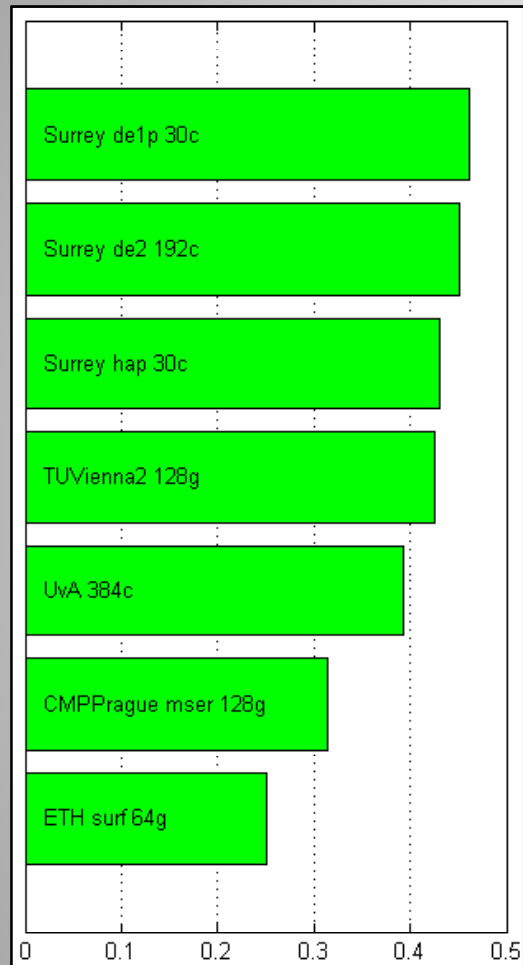 Surrey de1p 30c
Surrey de2 192c
Surrey hap 30c
TUVienna2 128g
UvA 384c
CMPPrague mser 128g
ETH surf 64g
0 0.1 0.2 0.3 0.4 0.5